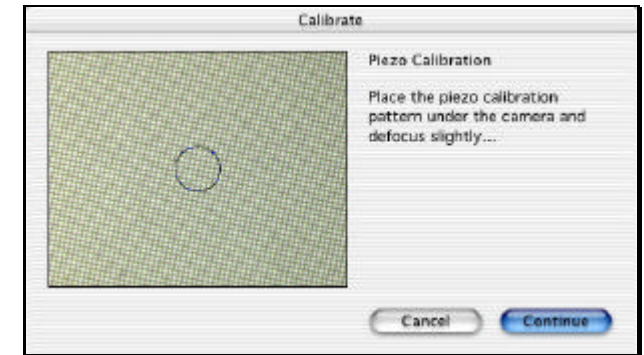 Calibrate
Piezo Calibration
Place the piezo calibration
pattern under the camera and
defocus slightly...
Cancel
Continue